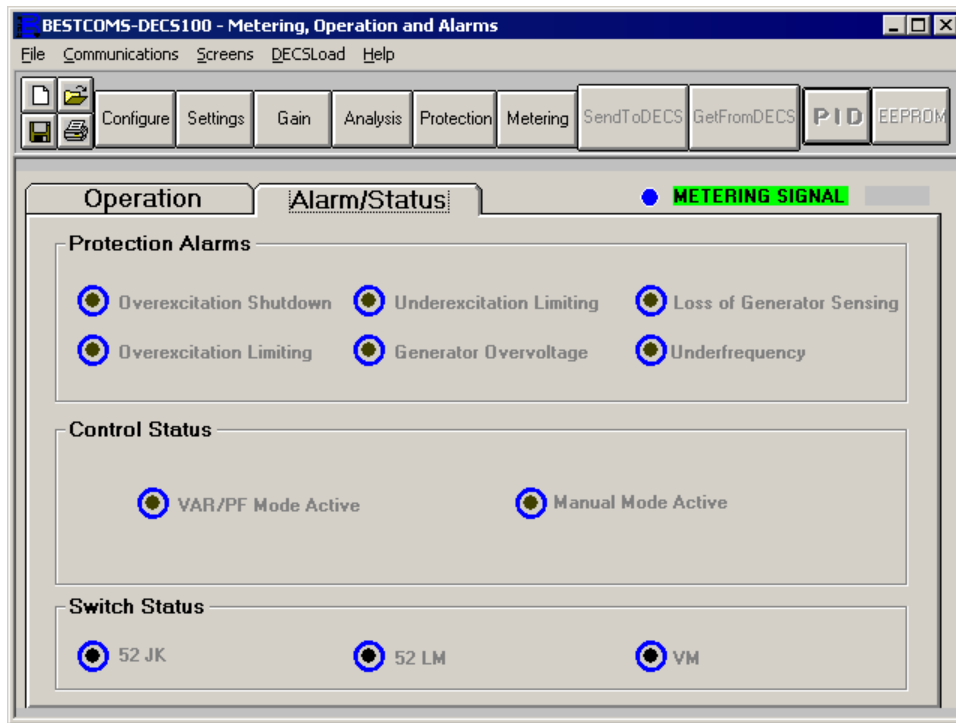 BESTCOMS-DECS100 - Metering, Operation and Alarms
File Communications Screens DECSLoad Help
Configure Settings Gain Analysis Protection Metering SendToDECS GetFromDECS PID EEPROM
Operation Alarm/Status METERING SIGNAL
Protection Alarms
Overexcitation Shutdown Underexcitation Limiting Loss of Generator Sensing
Overexcitation Limiting Generator Overvoltage Underfrequency
Control Status
VAR/PF Mode Active Manual Mode Active
Switch Status
52 JK 52 LM VM